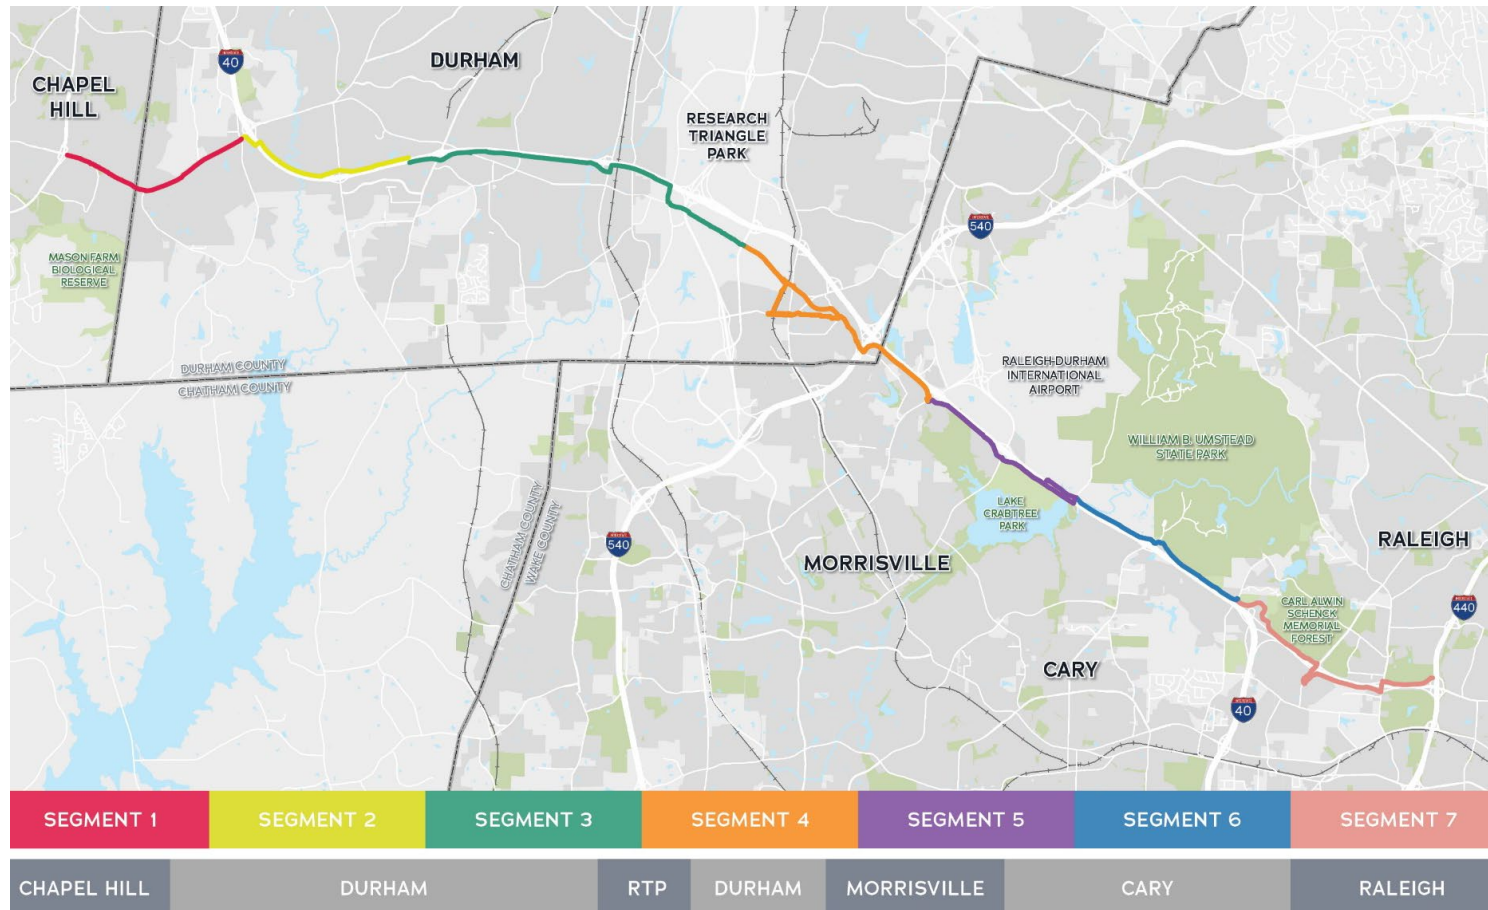 40
DURHAM
CHAPEL
HILL
RESEARCH
TRIANGLE
PARK
540
MASON FARM
BIOLOGICAL
RESERVE
DURHAM COUNTY
CHATHAM COUNTY
RALEIGH-DURHAM
INTERNATIONAL
AIRPORT
WILLIAM B. UMSTEAD
STATE PARK
CHATHAM COUNTY
WAKE COUNTY
LAKE
CRABTREE
PARK
540
MORRISVILLE
RALEIGH
CARL ALWIN
SCHENCK
MEMORIAL
FOREST
440
CARY
40
SEGMENT 1
SEGMENT 2
SEGMENT 3
SEGMENT 4
SEGMENT 5
SEGMENT 6
SEGMENT 7
CHAPEL HILL
DURHAM
RTP
DURHAM
MORRISVILLE
CARY
RALEIGH